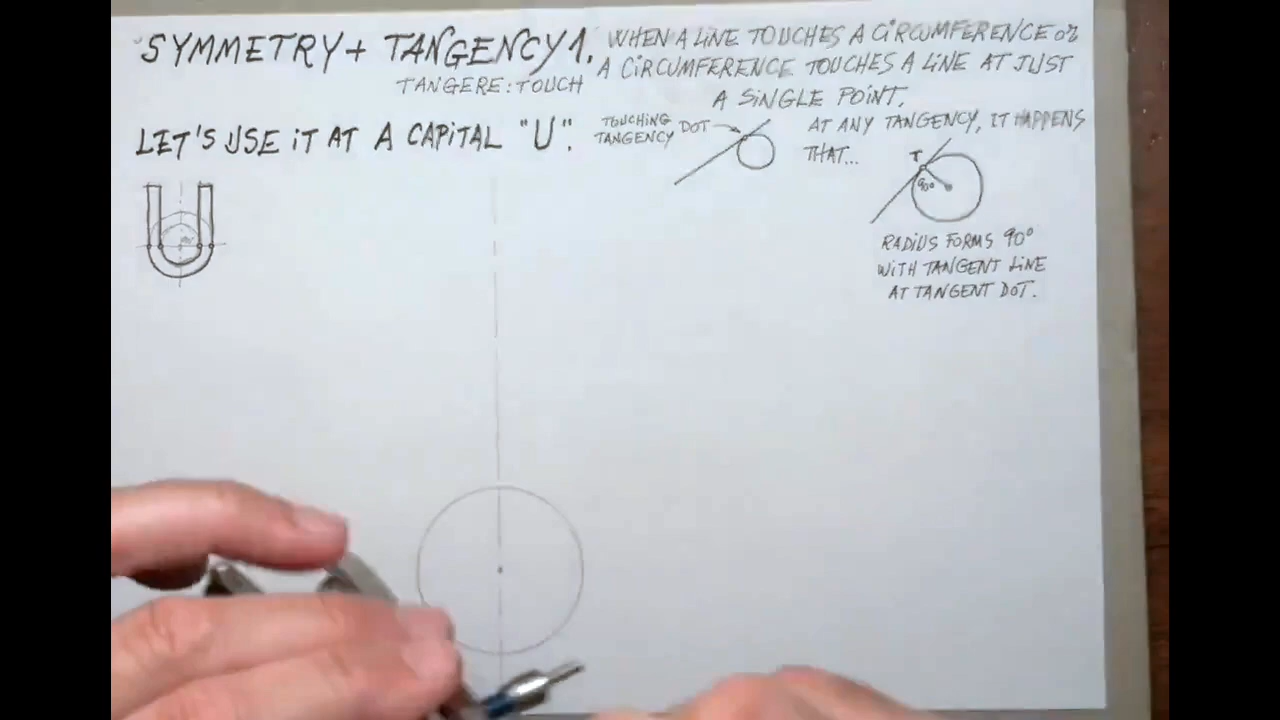 SYMMETRY + TANGENCY 1.
TANGERE: TOUCH
WHEN A LINE TOUCHES A CIRCUMFERENCE OR
A CIRCUMFERENCE TOUCHES A LINE AT JUST
A SINGLE POINT.
LET'S USE IT AT A CAPITAL "U".
TOUCHING DOT
TANGENCY
AT ANY TANGENCY, IT HAPPENS
THAT...
T
90°
RADIUS FORMS 90°
WITH TANGENT LINE
AT TANGENT DOT.